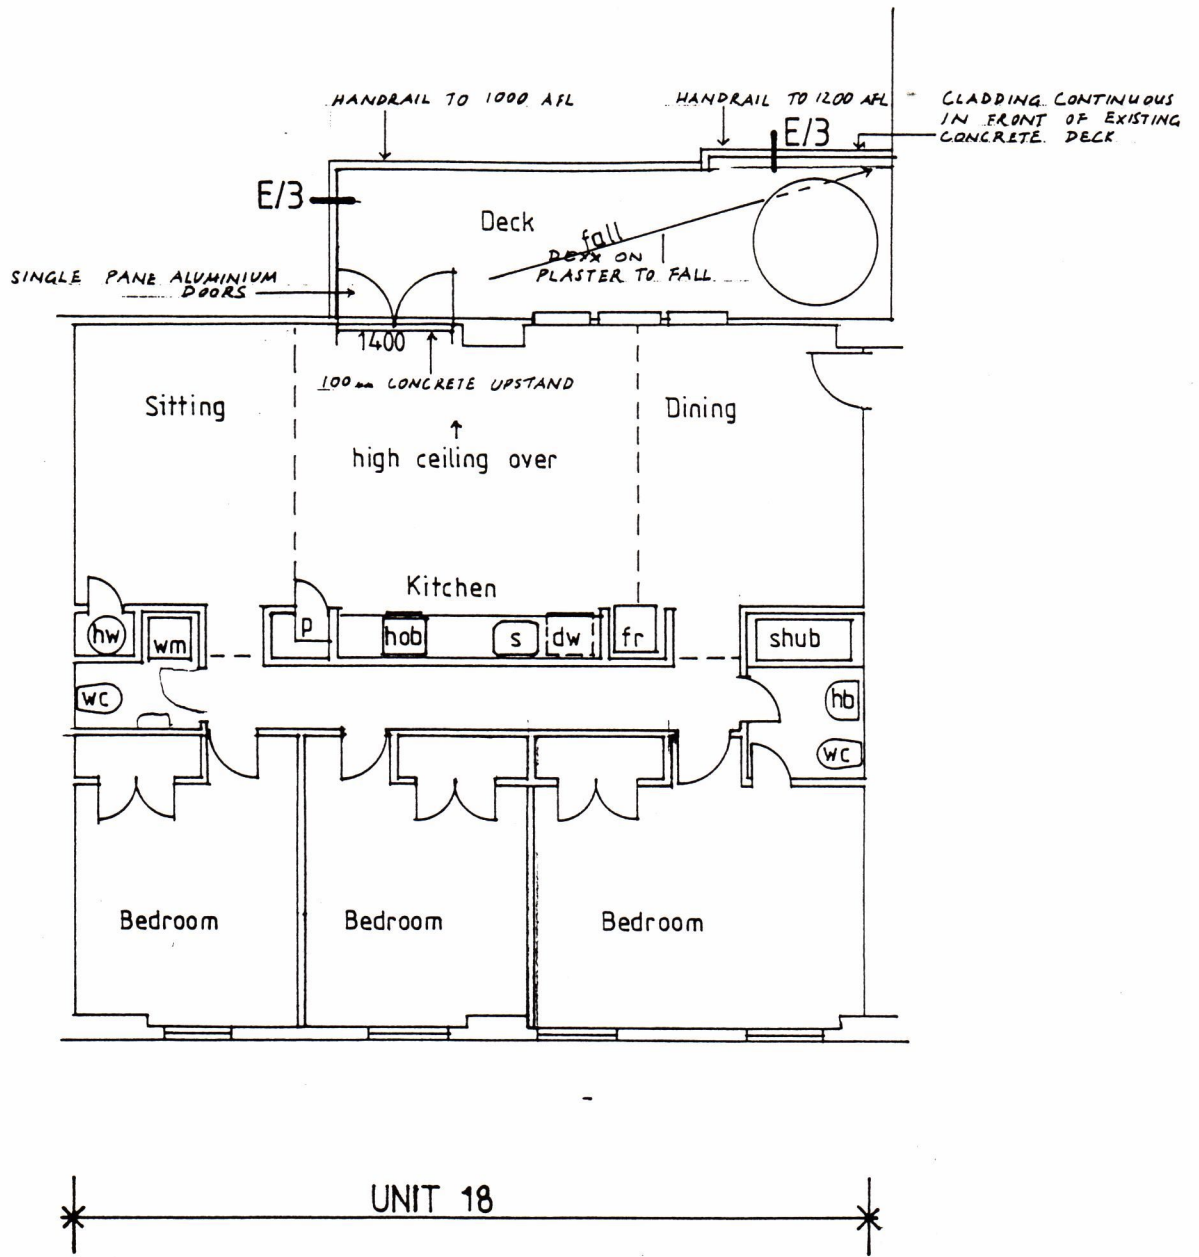 HANDRAIL TO 1000 AFL
HANDRAIL TO 1200 AFL
CLADDING CONTINUOUS
IN FRONT OF EXISTING
CONCRETE DECK
E/3
E/3
Deck
fall
DEXX ON
PLASTER TO FALL
SINGLE PANE ALUMINIUM
DOORS
1400
100mm CONCRETE UPSTAND
Sitting
Dining
high ceiling over
Kitchen
hw
wm
p
hob
s
dw
fr
shub
wc
hb
wc
Bedroom
Bedroom
Bedroom
UNIT 18